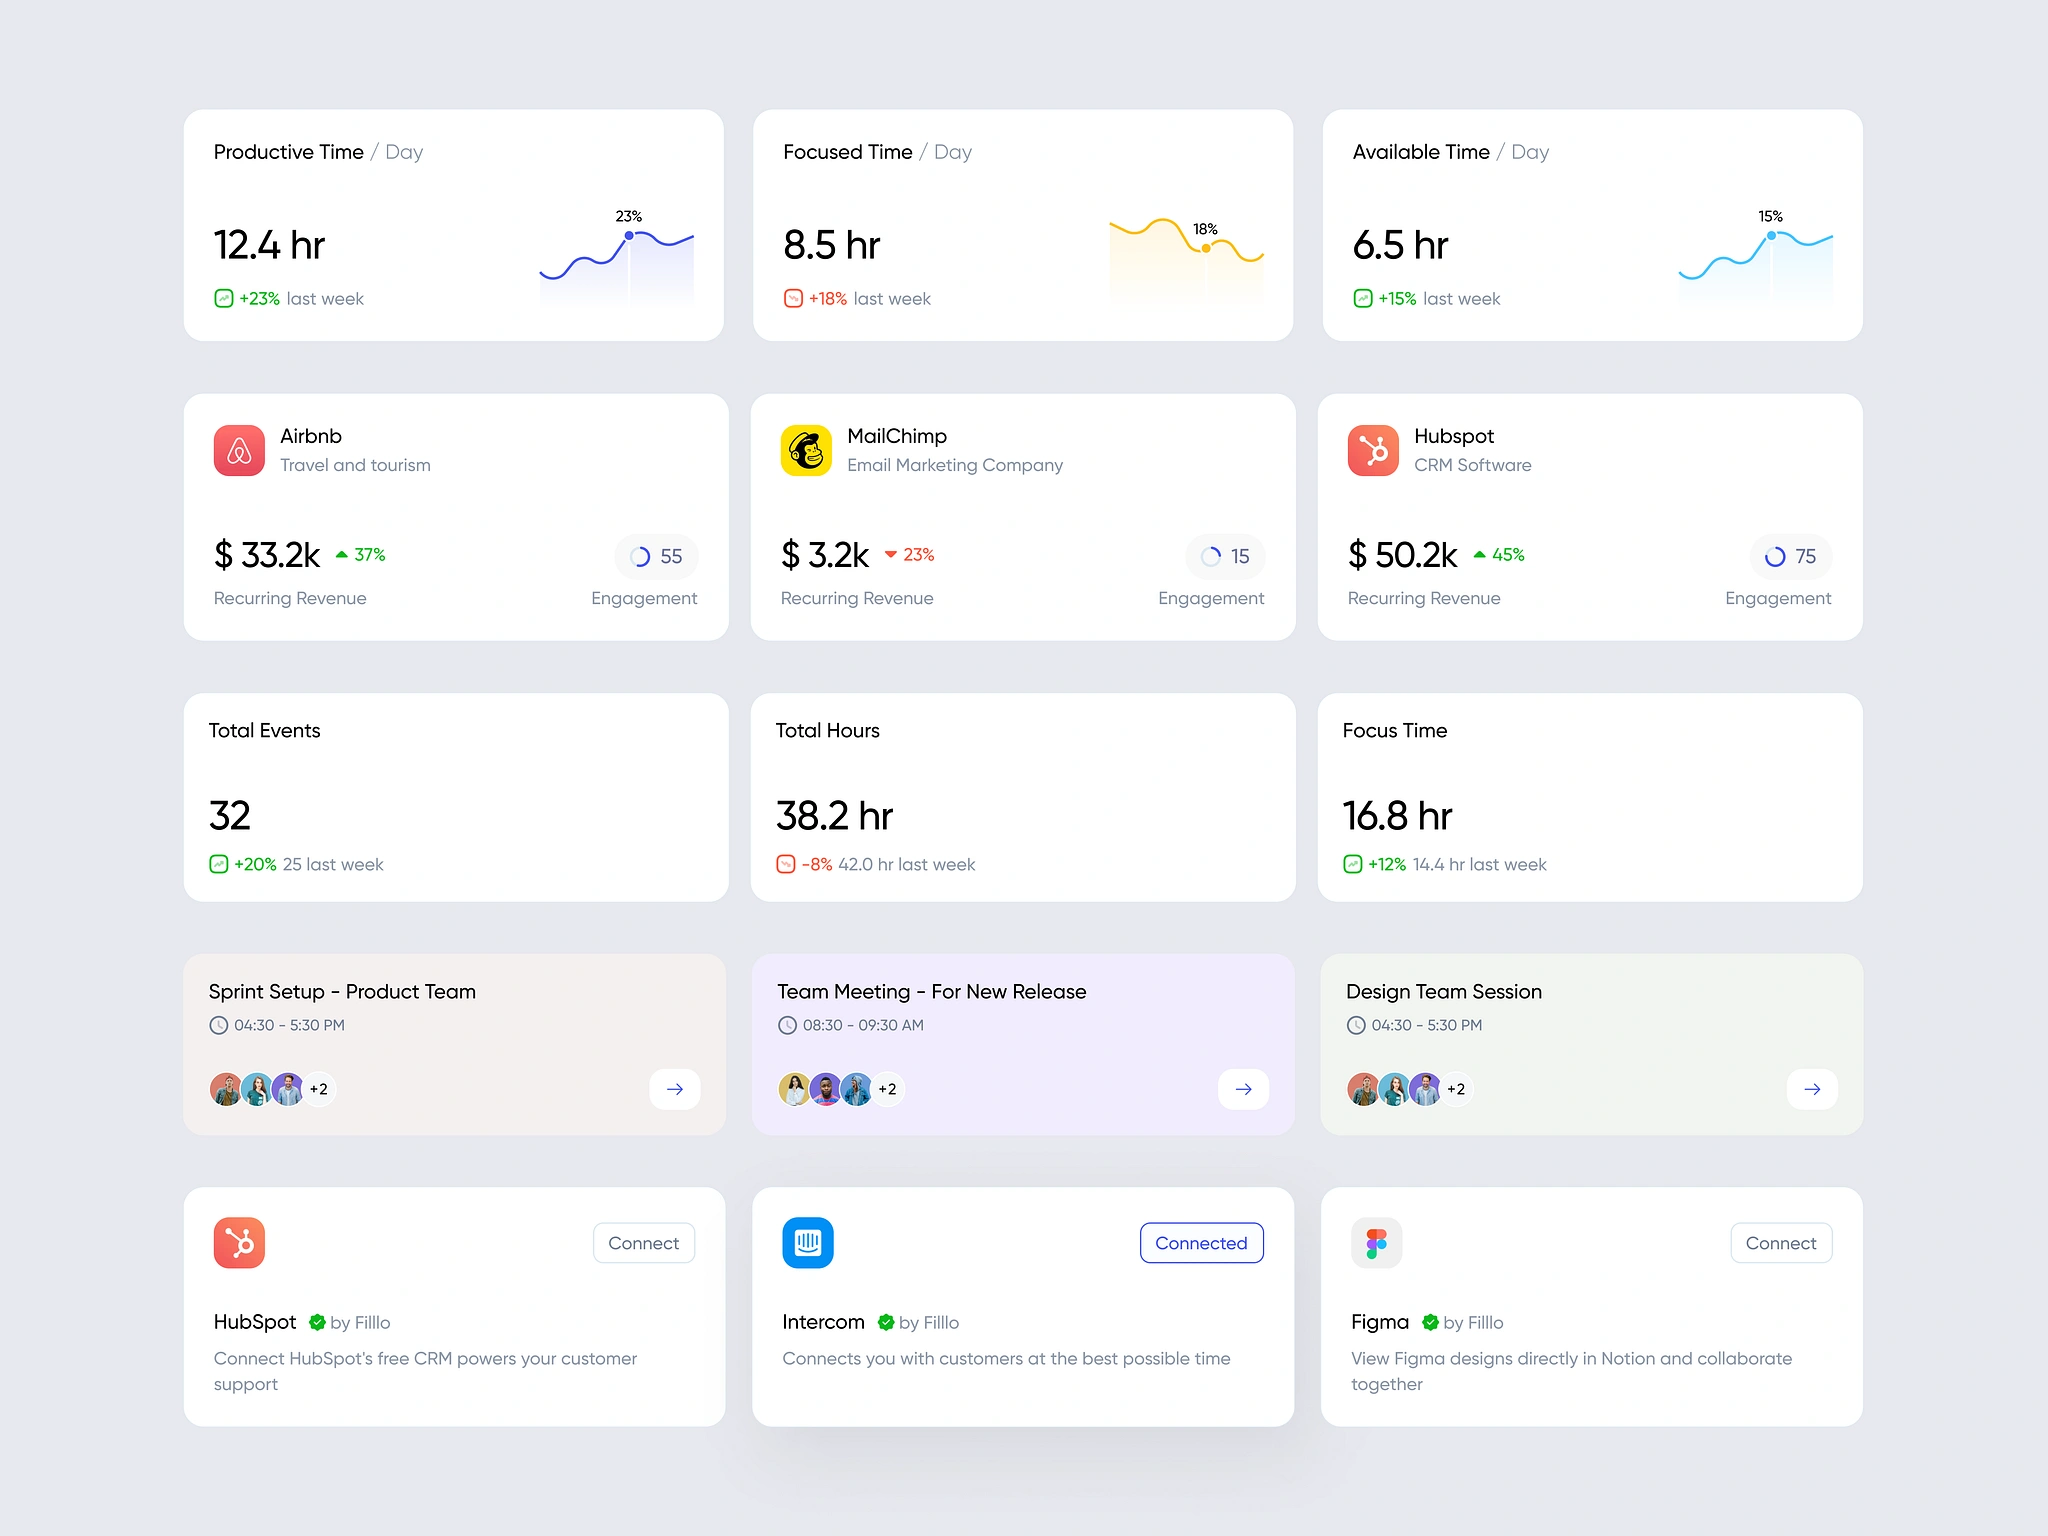 Productive Time / Day
23%
12.4 hr
+23% last week
Focused Time / Day
18%
8.5 hr
+18% last week
Available Time / Day
15%
6.5 hr
+15% last week
Airbnb
Travel and tourism
$ 33.2k 37%
55
Recurring Revenue
Engagement
MailChimp
Email Marketing Company
$ 3.2k 23%
15
Recurring Revenue
Engagement
Hubspot
CRM Software
$ 50.2k 45%
75
Recurring Revenue
Engagement
Total Events
32
+20% 25 last week
Total Hours
38.2 hr
-8% 42.0 hr last week
Focus Time
16.8 hr
+12% 14.4 hr last week
Sprint Setup - Product Team
04:30 - 5:30 PM
+2
Team Meeting - For New Release
08:30 - 09:30 AM
+2
Design Team Session
04:30 - 5:30 PM
+2
Connect
HubSpot by Filllo
Connect HubSpot's free CRM powers your customer
support
Connected
Intercom by Filllo
Connects you with customers at the best possible time
Connect
Figma by Filllo
View Figma designs directly in Notion and collaborate
together